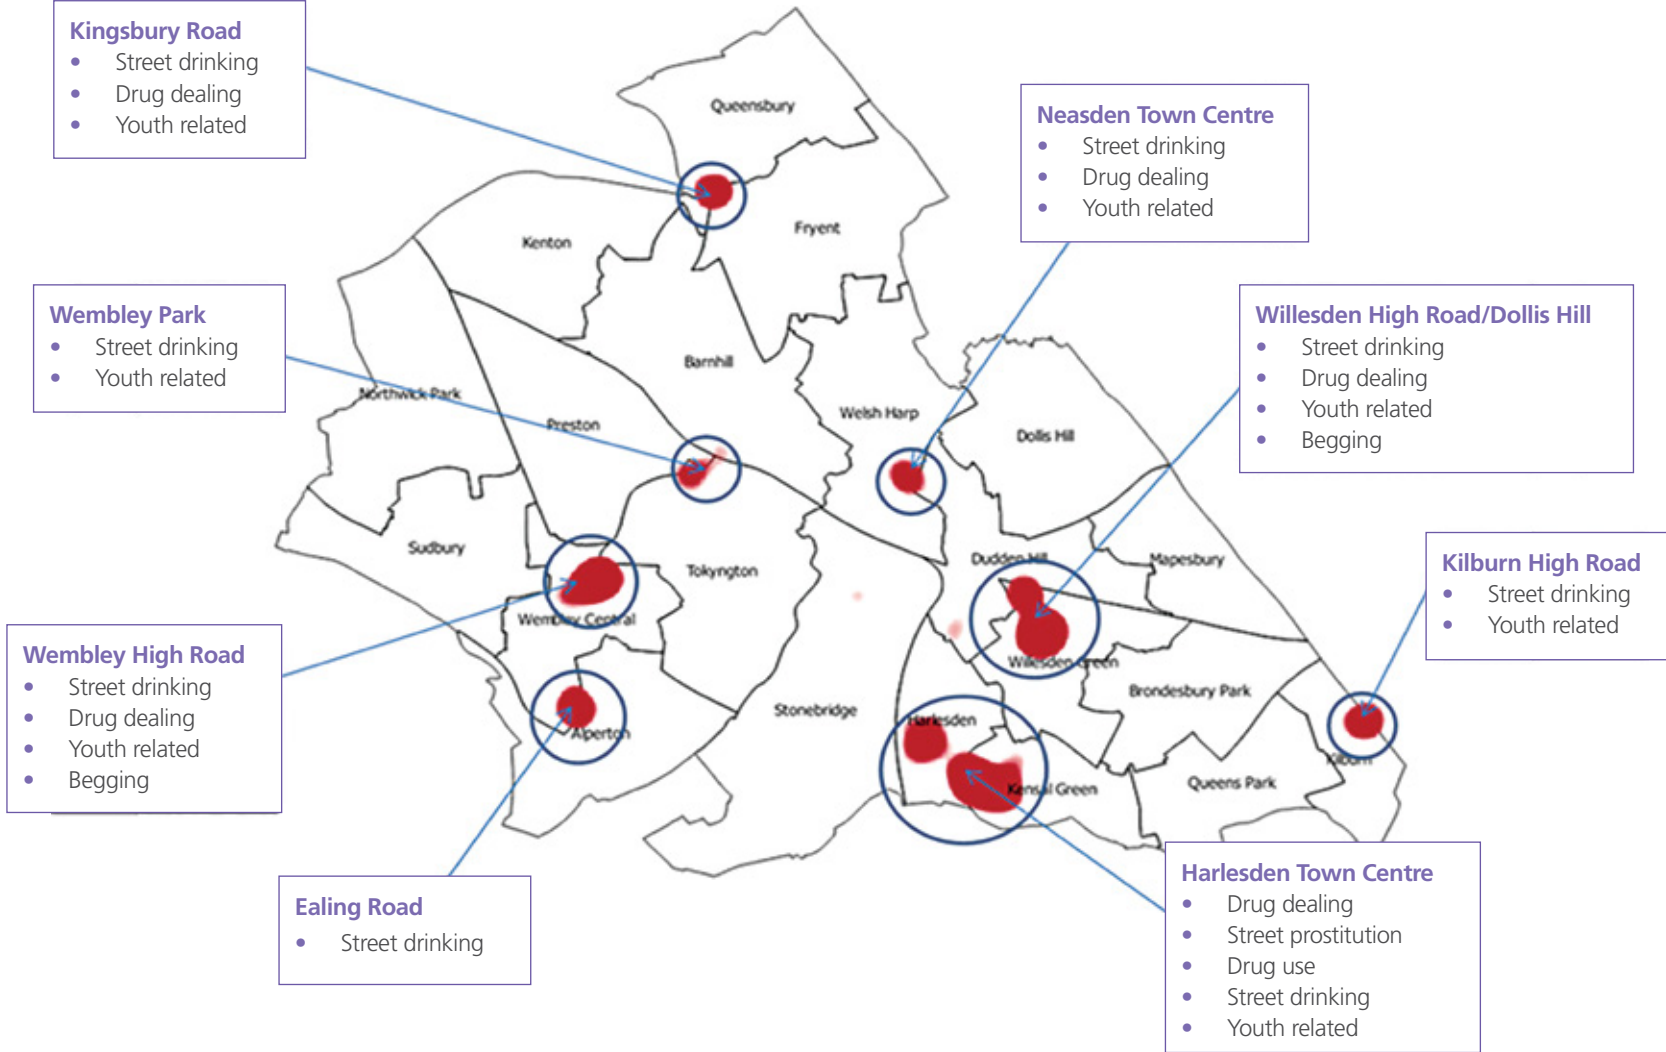 Kingsbury Road
• Street drinking
• Drug dealing
• Youth related
Neasden Town Centre
• Street drinking
• Drug dealing
• Youth related
Wembley Park
• Street drinking
• Youth related
Willesden High Road/Dollis Hill
• Street drinking
• Drug dealing
• Youth related
• Begging
Kilburn High Road
• Street drinking
• Youth related
Wembley High Road
• Street drinking
• Drug dealing
• Youth related
• Begging
Ealing Road
• Street drinking
Harlesden Town Centre
• Drug dealing
• Street prostitution
• Drug use
• Street drinking
• Youth related
Queensbury
Fryent
Kenton
Barnhill
Northwick Park
Preston
Welsh Harp
Dollis Hill
Sudbury
Tokyngton
Dudden Hill
Mapesbury
Wembley Central
Willesden Green
Brondesbury Park
Alperton
Stonebridge
Harlesden
Kensal Green
Queens Park
Kilburn